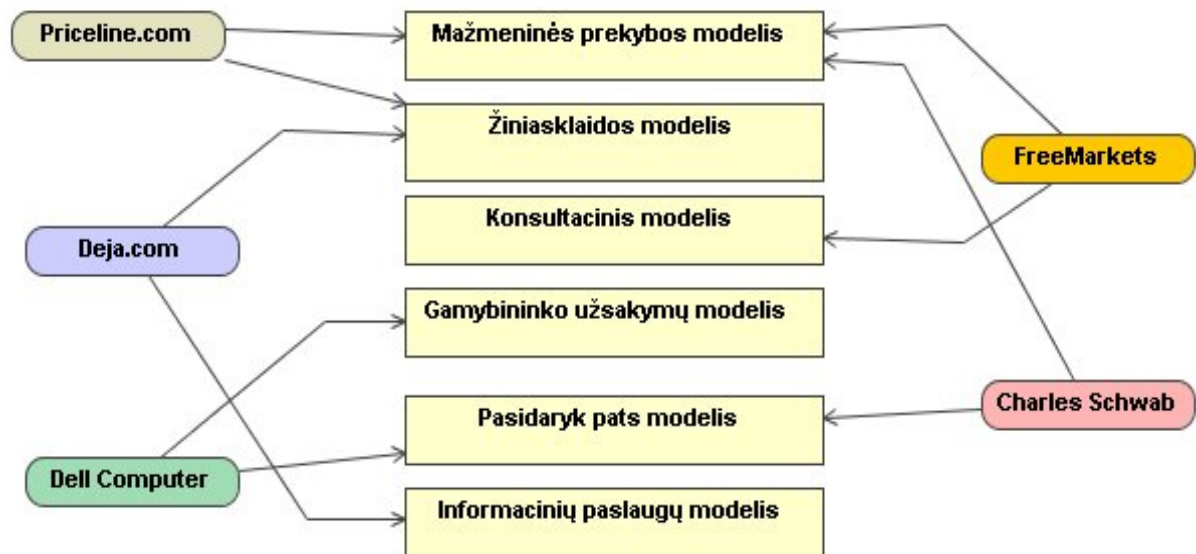 Priceline.com
Mažmeninės prekybos modelis
Žiniasklaidos modelis
FreeMarkets
Konsultacinis modelis
Deja.com
Gamybininko užsakymų modelis
Charles Schwab
Pasidaryk pats modelis
Dell Computer
Informacinių paslaugų modelis